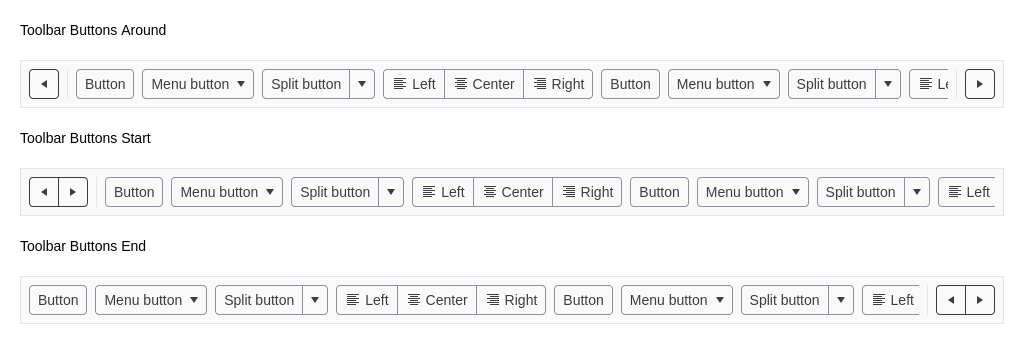 Toolbar Buttons Around
Button Menu button Split button Left Center Right Button Menu button Split button
Toolbar Buttons Start
Button Menu button Split button Left Center Right Button Menu button Split button Left
Toolbar Buttons End
Button Menu button Split button Left Center Right Button Menu button Split button Left